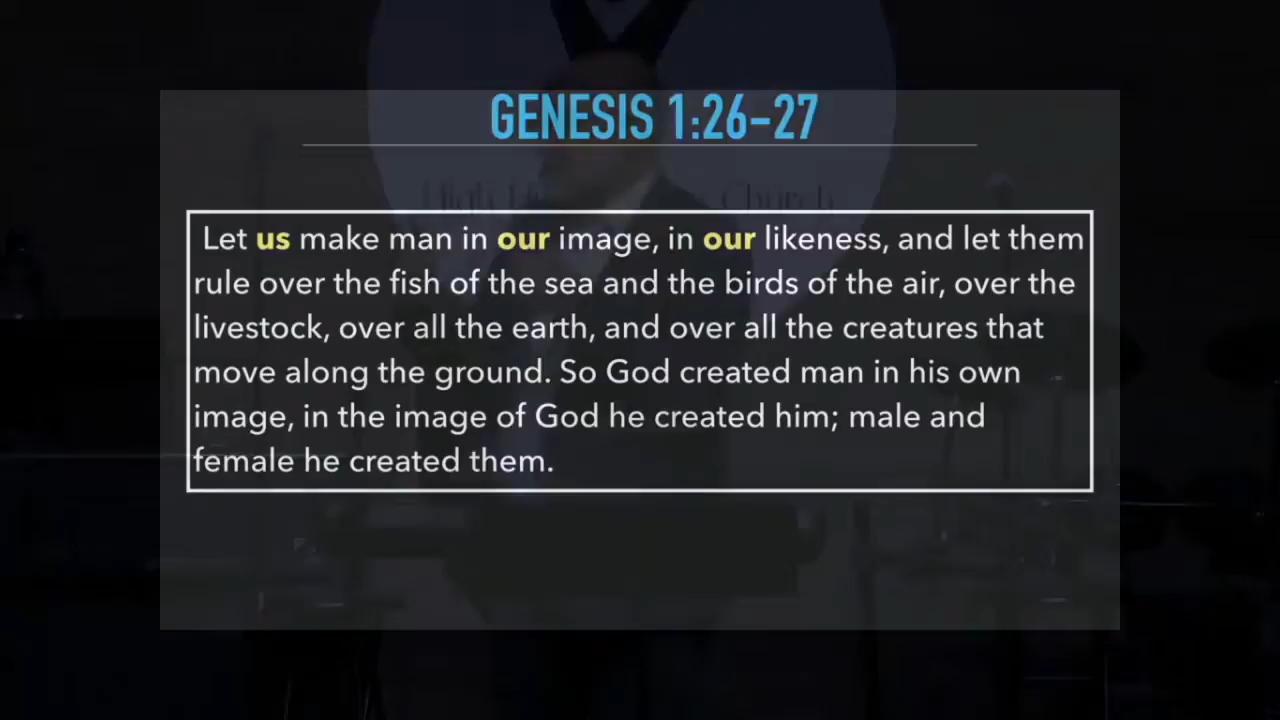 GENESIS 1:26-27
Church
Let us make man in our image, in our likeness, and let them
rule over the fish of the sea and the birds of the air, over the
livestock, over all the earth, and over all the creatures that
move along the ground. So God created man in his own
image, in the image of God he created him; male and
female he created them.